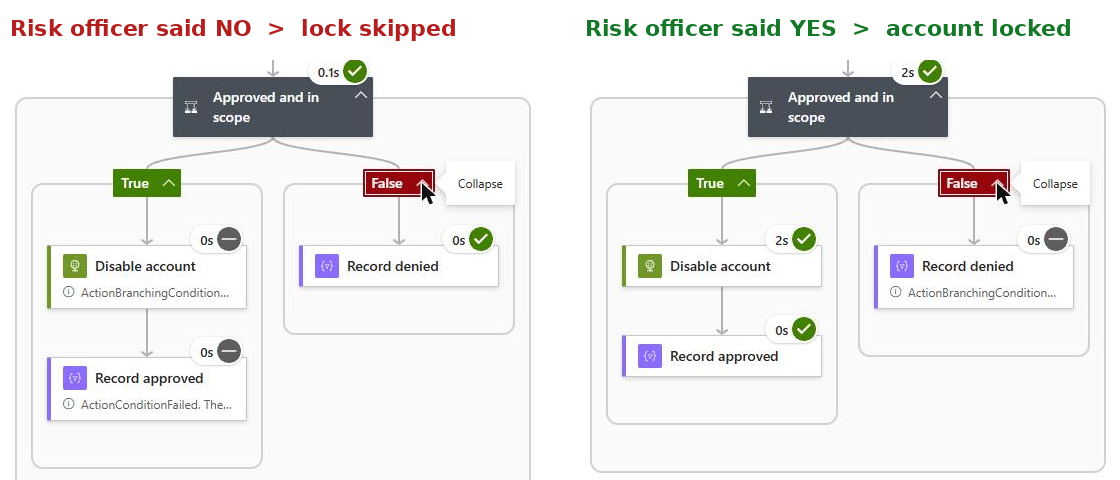 Risk officer said NO > lock skipped
0.1s
Approved and in
scope
True
False
Collapse
0s
Disable account
ActionBranchingCondition...
0s
Record denied
0s
Record approved
ActionConditionFailed. The...
Risk officer said YES > account locked
2s
Approved and in
scope
True
False
Collapse
2s
Disable account
0s
Record denied
ActionBranchingCondition...
0s
Record approved